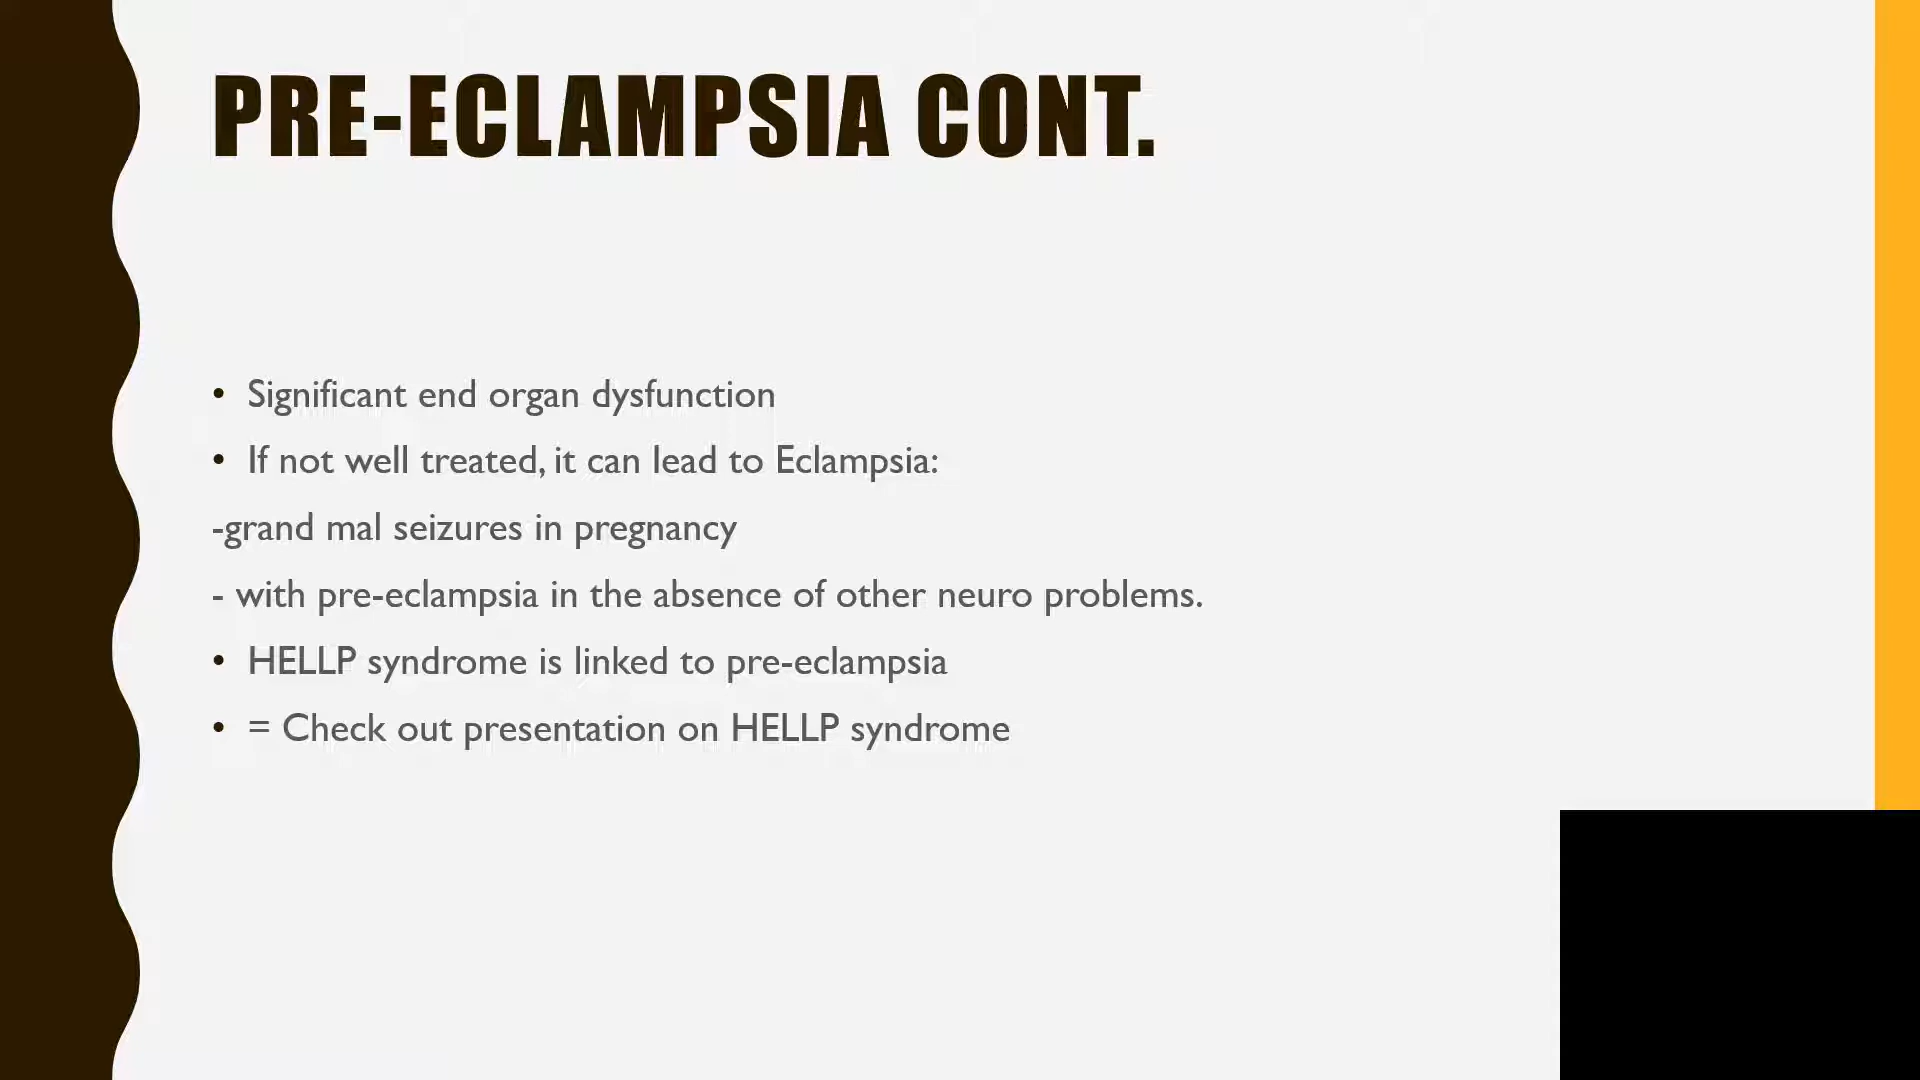 PRE-ECLAMPSIA CONT.
• Significant end organ dysfunction
• If not well treated, it can lead to Eclampsia:
-grand mal seizures in pregnancy
- with pre-eclampsia in the absence of other neuro problems.
• HELLP syndrome is linked to pre-eclampsia
• = Check out presentation on HELLP syndrome